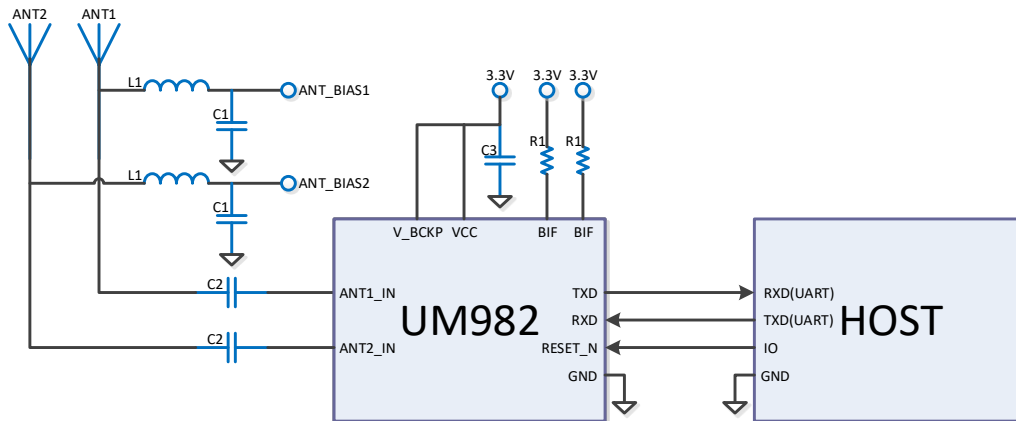 ANT2 ANT1
3.3V 3.3V 3.3V
L1 ANT_BIAS1
C1
R1 R1
C3
L1 ANT_BIAS2
C1
V_BCKP VCC BIF BIF
C2 ANT1_IN TXD RXD(UART)
UM982 HOST
RXD TXD(UART)
C2 ANT2_IN RESET_N IO
GND GND